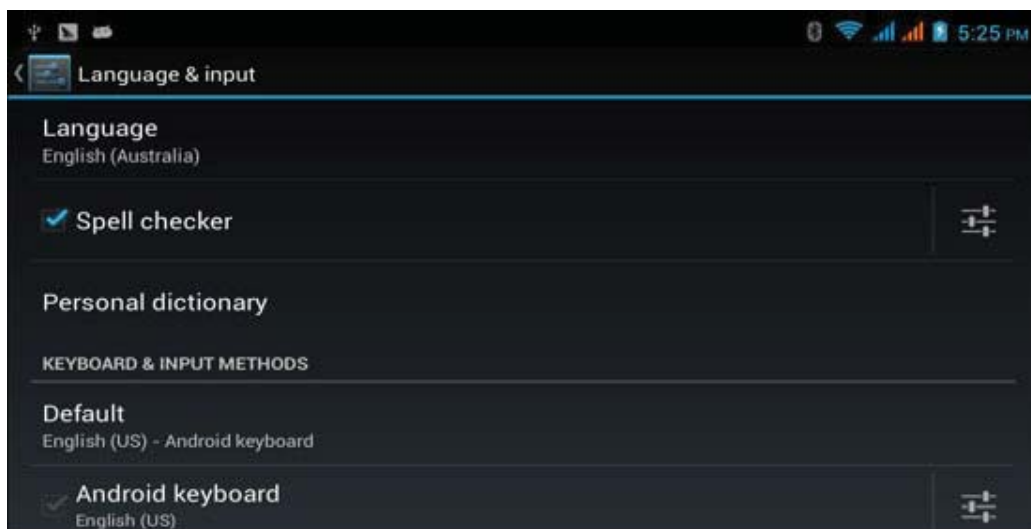 5:25 PM
Language & input
Language
English (Australia)
Spell checker
Personal dictionary
KEYBOARD & INPUT METHODS
Default
English (US) - Android keyboard
Android keyboard
English (US)